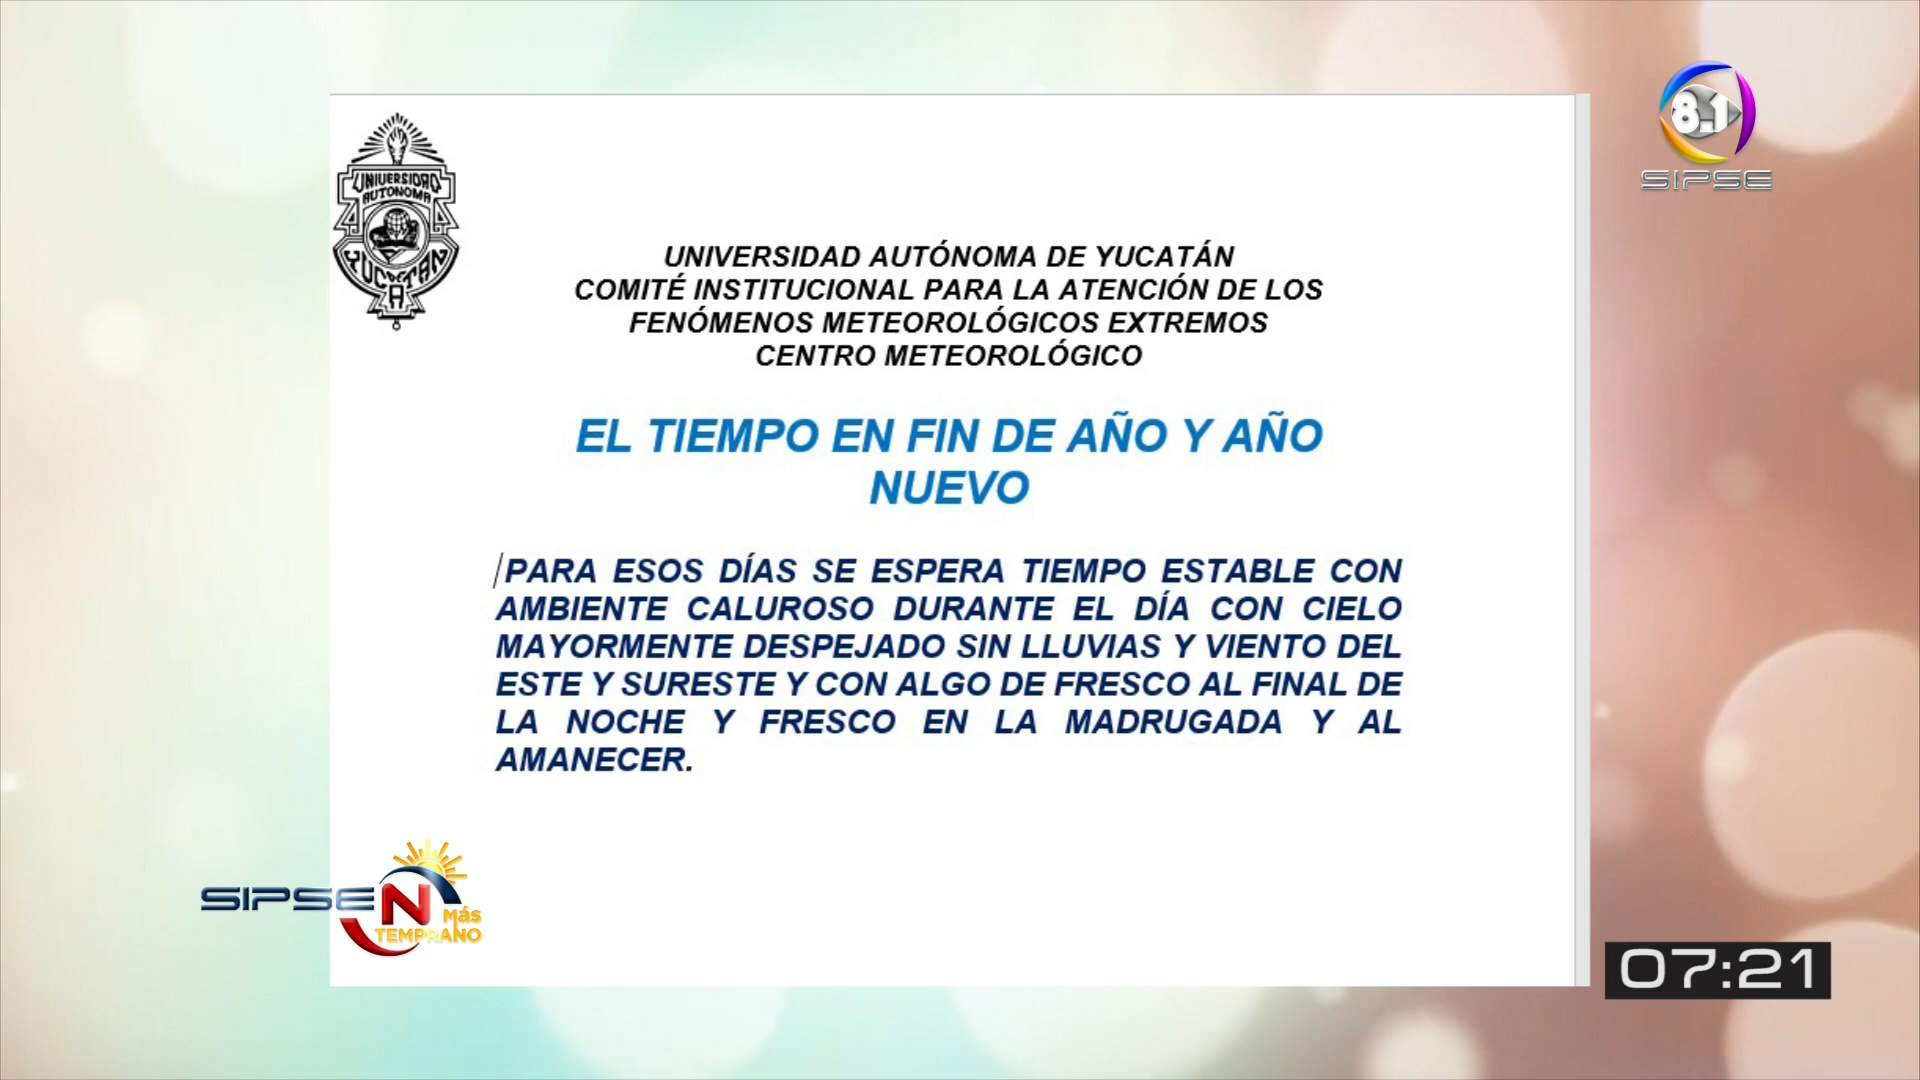 8.1
SIPSE
UNIVERSIDAD
AUTONOMA
YUCATAN
UNIVERSIDAD AUTÓNOMA DE YUCATÁN
COMITÉ INSTITUCIONAL PARA LA ATENCIÓN DE LOS
FENÓMENOS METEOROLÓGICOS EXTREMOS
CENTRO METEOROLÓGICO
EL TIEMPO EN FIN DE AÑO Y AÑO
NUEVO
PARA ESOS DÍAS SE ESPERA TIEMPO ESTABLE CON
AMBIENTE CALUROSO DURANTE EL DÍA CON CIELO
MAYORMENTE DESPEJADO SIN LLUVIAS Y VIENTO DEL
ESTE Y SURESTE Y CON ALGO DE FRESCO AL FINAL DE
LA NOCHE Y FRESCO EN LA MADRUGADA Y AL
AMANECER.
SIPSE N
MÁS
TEMPRANO
07:21